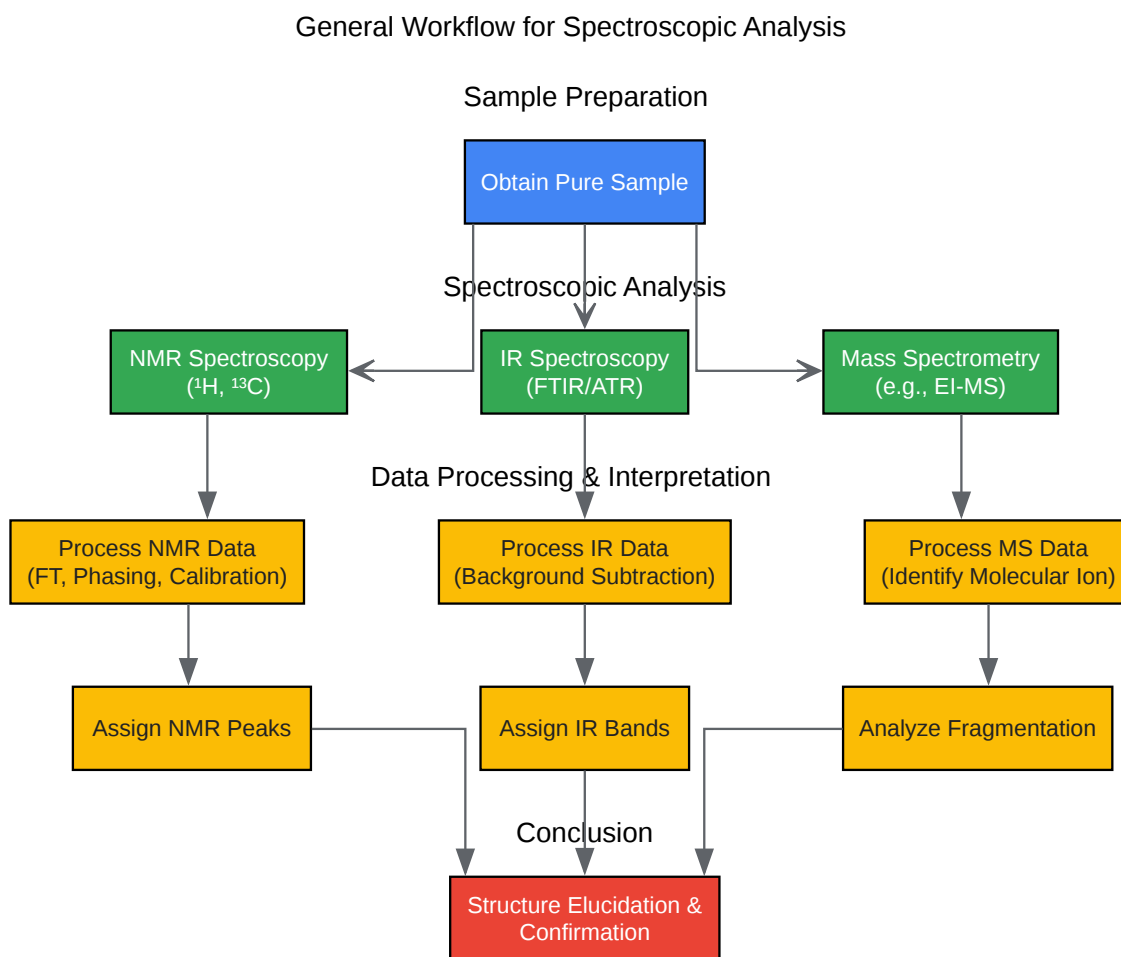 General Workflow for Spectroscopic Analysis
Sample Preparation
Obtain Pure Sample
Spectroscopic Analysis
NMR Spectroscopy
(¹H, ¹³C)
IR Spectroscopy
(FTIR/ATR)
Mass Spectrometry
(e.g., EI-MS)
Data Processing & Interpretation
Process NMR Data
(FT, Phasing, Calibration)
Process IR Data
(Background Subtraction)
Process MS Data
(Identify Molecular Ion)
Assign NMR Peaks
Assign IR Bands
Analyze Fragmentation
Conclusion
Structure Elucidation &
Confirmation